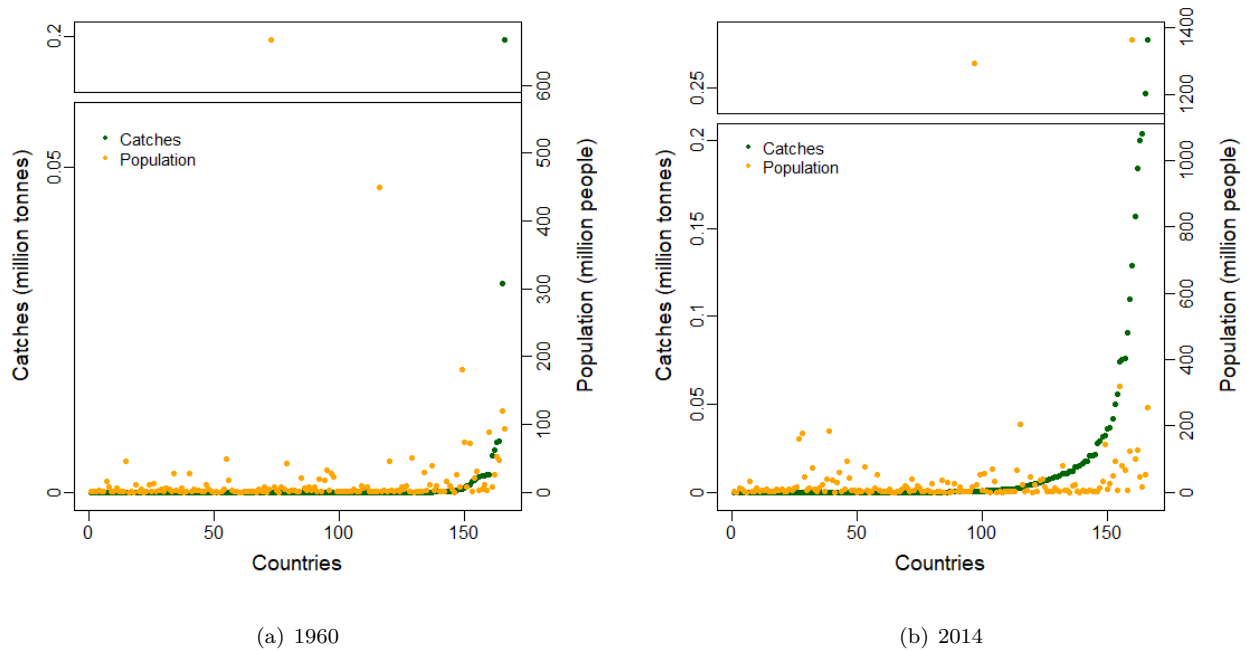 0.2
0.05
0
Catches (million tonnes)
Catches
Population
600
500
400
300
200
100
0
Population (million people)
0 50 100 150
Countries
(a) 1960
0.25
0.2
0.15
0.1
0.05
0
Catches (million tonnes)
Catches
Population
1400
1200
1000
800
600
400
200
0
Population (million people)
0 50 100 150
Countries
(b) 2014